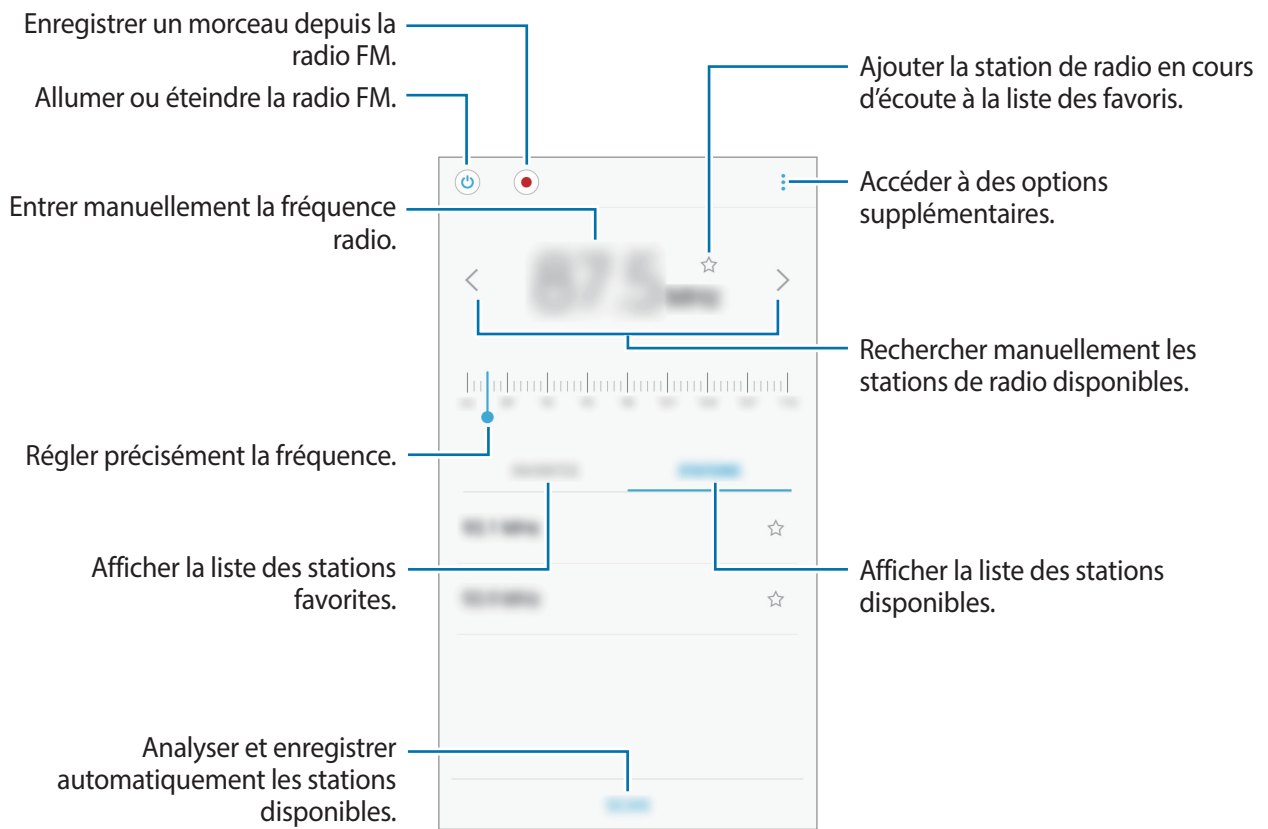 Enregistrer un morceau depuis la
radio FM.
Allumer ou éteindre la radio FM.
Entrer manuellement la fréquence
radio.
Régler précisément la fréquence.
Afficher la liste des stations
favorites.
Analyser et enregistrer
automatiquement les stations
disponibles.
Ajouter la station de radio en cours
d'écoute à la liste des favoris.
Accéder à des options
supplémentaires.
Rechercher manuellement les
stations de radio disponibles.
Afficher la liste des stations
disponibles.
87.5 MHz